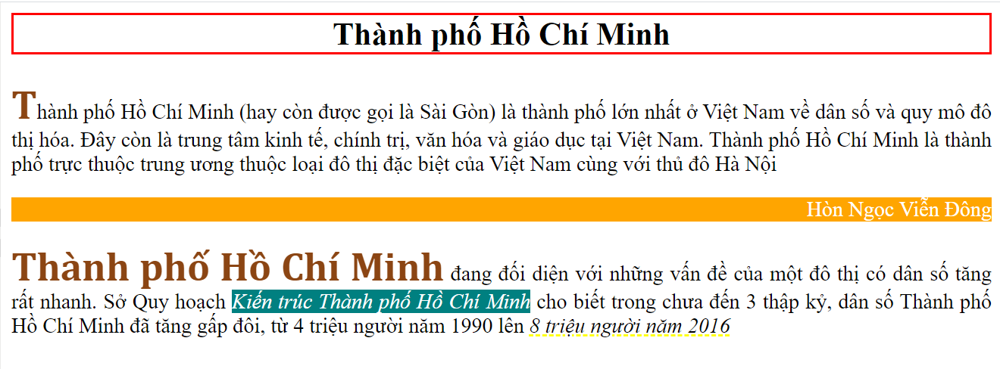 Thành phố Hồ Chí Minh
Thành phố Hồ Chí Minh (hay còn được gọi là Sài Gòn) là thành phố lớn nhất ở Việt Nam về dân số và quy mô đô
thị hóa. Đây còn là trung tâm kinh tế, chính trị, văn hóa và giáo dục tại Việt Nam. Thành phố Hồ Chí Minh là thành
phố trực thuộc trung ương thuộc loại đô thị đặc biệt của Việt Nam cùng với thủ đô Hà Nội
Hòn Ngọc Viễn Đông
Thành phố Hồ Chí Minh đang đối diện với những vấn đề của một đô thị có dân số tăng
rất nhanh. Sở Quy hoạch Kiến trúc Thành phố Hồ Chí Minh cho biết trong chưa đến 3 thập kỷ, dân số Thành phố
Hồ Chí Minh đã tăng gấp đôi, từ 4 triệu người năm 1990 lên 8 triệu người năm 2016